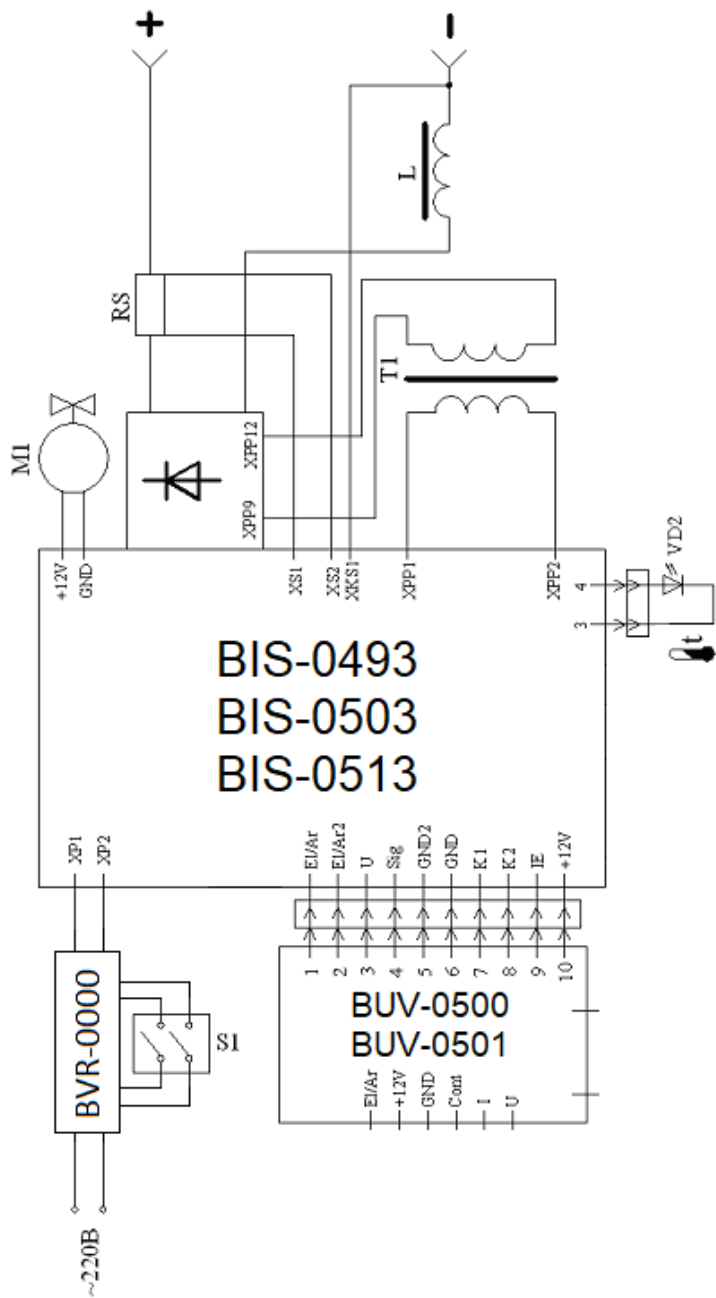 +
-
L
RS
T1
M1
XPP12
XPP9
+12V
GND
XS1
XS2
XKS1
XPP1
XPP2
4
3
VD2
t
BIS-0493
BIS-0503
BIS-0513
XP1
XP2
El/Ar
El/Ar2
U
Sig
GND2
GND
K1
K2
IE
+12V
1
2
3
4
5
6
7
8
9
10
BVR-0000
S1
BUV-0500
BUV-0501
El/Ar
+12V
GND
Cont
I
U
~220В